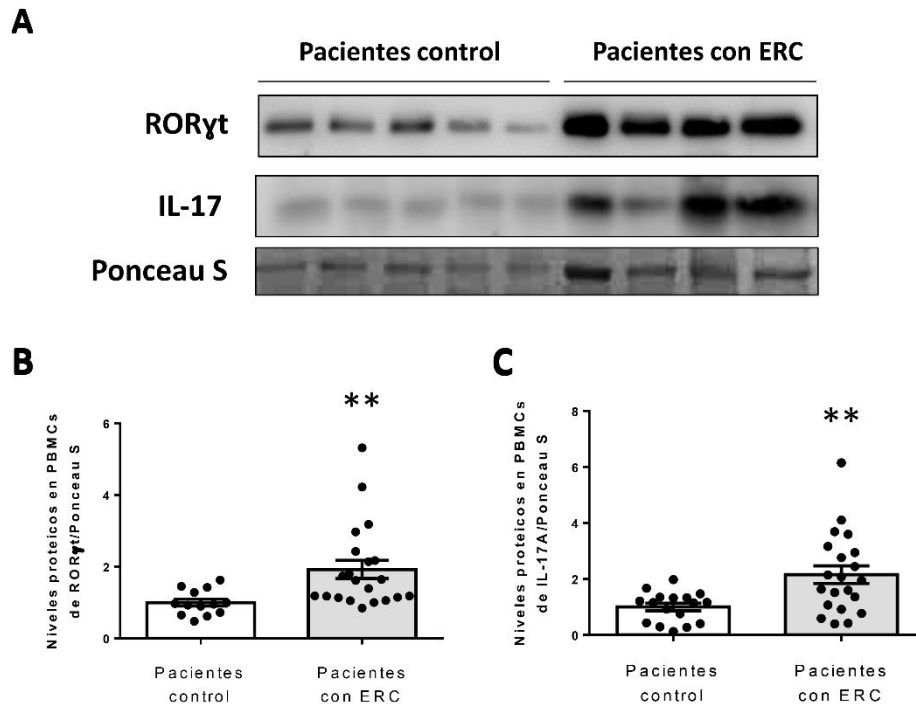 A
Pacientes control Pacientes con ERC
RORɣt
IL-17
Ponceau S
B
Niveles proteicos en PBMCs
de RORɣt/Ponceau S
6
4
2
0
**
Pacientes
control
Pacientes
con ERC
C
Niveles proteicos en PBMCs
de IL-17A/Ponceau S
8
6
4
2
0
**
Pacientes
control
Pacientes
con ERC